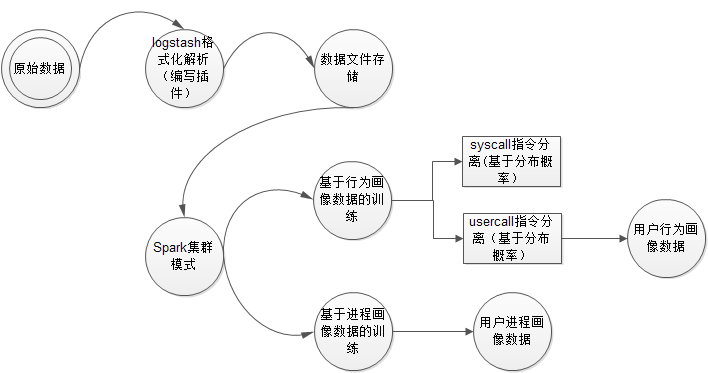 原始数据
logstash格
式化解析
（编写插
件）
数据文件存
储
Spark集群
模式
基于行为画
像数据的训
练
syscall指令分
离(基于分布概
率）
usercall指令分
离（基于分布
概率）
用户行为画
像数据
基于进程画
像数据的训
练
用户进程画
像数据